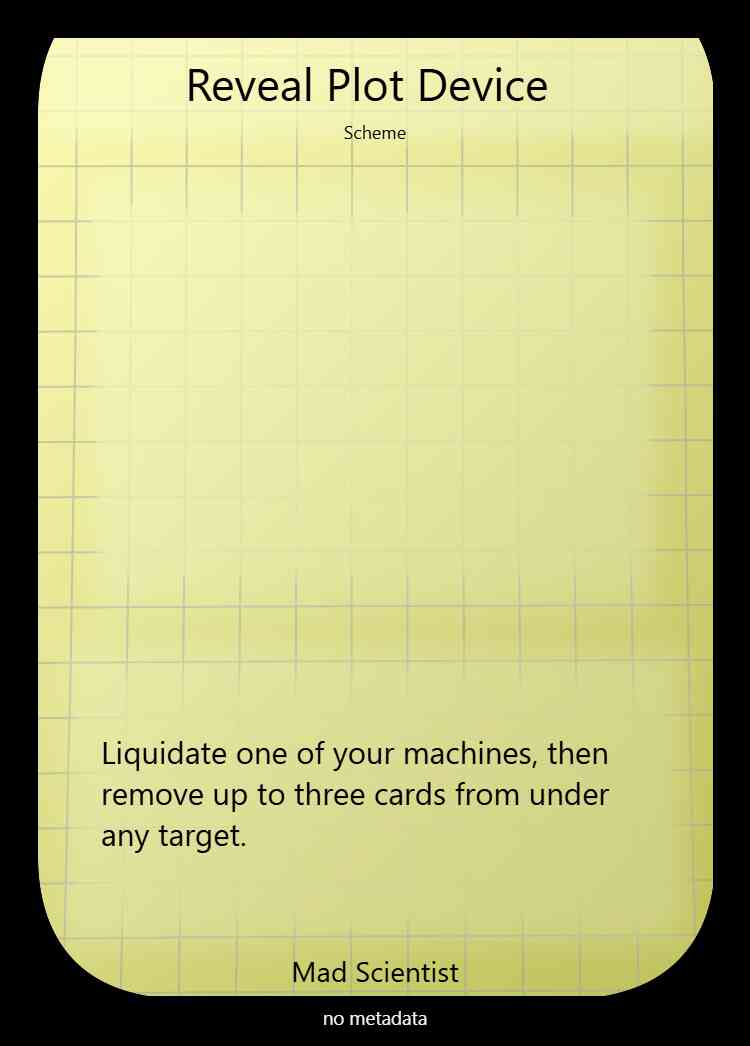 Reveal Plot Device
Scheme
Liquidate one of your machines, then
remove up to three cards from under
any target.
Mad Scientist
no metadata